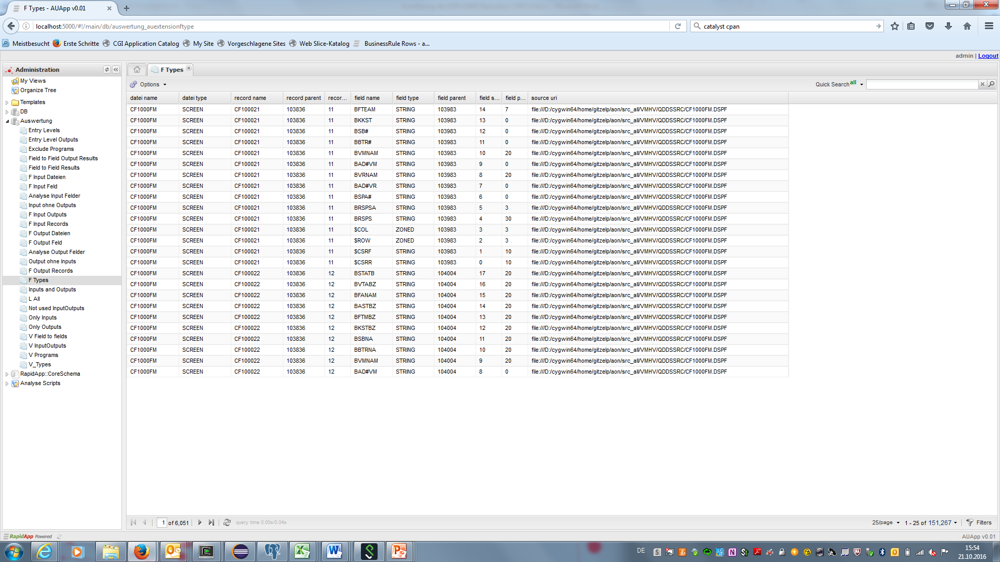 F Types - AUApp v0.01
localhost:5000/#!/main/db/auswertung_auextensionftype
catalyst cpan
Meistbesucht Erste Schritte CGI Application Catalog My Site Vorgeschlagene Sites Web Slice-Katalog BusinessRule Rows - a...
admin | Logout
Administration
My Views
Organize Tree
Templates
DB
Auswertung
Entry Levels
Entry Level Outputs
Exclude Programs
Field to Field Output Results
Field to Field Results
F Input Dateien
F Input Feld
Analyse Input Felder
Input ohne Outputs
F Input Outputs
F Input Records
F Output Dateien
F Output Feld
Analyse Output Felder
Output ohne Inputs
F Output Records
F Types
Inputs and Outputs
L All
Not used InputOutputs
Only Inputs
Only Outputs
V Field to fields
V InputOutputs
V Programs
V_Types
RapidApp::CoreSchema
Analyse Scripts
F Types
Options Quick Search all
datei name datei type record name record parent recor... field name field type field parent field s... field p... source uri
CF1000FM SCREEN CF100021 103836 11 BFTEAM STRING 103983 14 7 file:///D:/cygwin64/home/gitzelp/aon/src_all/VMHV/QDDSSRC/CF1000FM.DSPF
CF1000FM SCREEN CF100021 103836 11 BKKST STRING 103983 13 0 file:///D:/cygwin64/home/gitzelp/aon/src_all/VMHV/QDDSSRC/CF1000FM.DSPF
CF1000FM SCREEN CF100021 103836 11 BSB# STRING 103983 12 0 file:///D:/cygwin64/home/gitzelp/aon/src_all/VMHV/QDDSSRC/CF1000FM.DSPF
CF1000FM SCREEN CF100021 103836 11 BBTR# STRING 103983 11 0 file:///D:/cygwin64/home/gitzelp/aon/src_all/VMHV/QDDSSRC/CF1000FM.DSPF
CF1000FM SCREEN CF100021 103836 11 BVMNAM STRING 103983 10 20 file:///D:/cygwin64/home/gitzelp/aon/src_all/VMHV/QDDSSRC/CF1000FM.DSPF
CF1000FM SCREEN CF100021 103836 11 BAD#VM STRING 103983 9 0 file:///D:/cygwin64/home/gitzelp/aon/src_all/VMHV/QDDSSRC/CF1000FM.DSPF
CF1000FM SCREEN CF100021 103836 11 BVRNAM STRING 103983 8 20 file:///D:/cygwin64/home/gitzelp/aon/src_all/VMHV/QDDSSRC/CF1000FM.DSPF
CF1000FM SCREEN CF100021 103836 11 BAD#VR STRING 103983 7 0 file:///D:/cygwin64/home/gitzelp/aon/src_all/VMHV/QDDSSRC/CF1000FM.DSPF
CF1000FM SCREEN CF100021 103836 11 BSPA# STRING 103983 6 0 file:///D:/cygwin64/home/gitzelp/aon/src_all/VMHV/QDDSSRC/CF1000FM.DSPF
CF1000FM SCREEN CF100021 103836 11 BRSPSA STRING 103983 5 3 file:///D:/cygwin64/home/gitzelp/aon/src_all/VMHV/QDDSSRC/CF1000FM.DSPF
CF1000FM SCREEN CF100021 103836 11 BRSPS STRING 103983 4 30 file:///D:/cygwin64/home/gitzelp/aon/src_all/VMHV/QDDSSRC/CF1000FM.DSPF
CF1000FM SCREEN CF100021 103836 11 $COL ZONED 103983 3 3 file:///D:/cygwin64/home/gitzelp/aon/src_all/VMHV/QDDSSRC/CF1000FM.DSPF
CF1000FM SCREEN CF100021 103836 11 $ROW ZONED 103983 2 3 file:///D:/cygwin64/home/gitzelp/aon/src_all/VMHV/QDDSSRC/CF1000FM.DSPF
CF1000FM SCREEN CF100021 103836 11 $CSRF STRING 103983 1 10 file:///D:/cygwin64/home/gitzelp/aon/src_all/VMHV/QDDSSRC/CF1000FM.DSPF
CF1000FM SCREEN CF100021 103836 11 $CSRR STRING 103983 0 10 file:///D:/cygwin64/home/gitzelp/aon/src_all/VMHV/QDDSSRC/CF1000FM.DSPF
CF1000FM SCREEN CF100022 103836 12 BSTATB STRING 104004 17 20 file:///D:/cygwin64/home/gitzelp/aon/src_all/VMHV/QDDSSRC/CF1000FM.DSPF
CF1000FM SCREEN CF100022 103836 12 BVTABZ STRING 104004 16 20 file:///D:/cygwin64/home/gitzelp/aon/src_all/VMHV/QDDSSRC/CF1000FM.DSPF
CF1000FM SCREEN CF100022 103836 12 BFANAM STRING 104004 15 20 file:///D:/cygwin64/home/gitzelp/aon/src_all/VMHV/QDDSSRC/CF1000FM.DSPF
CF1000FM SCREEN CF100022 103836 12 BASTBZ STRING 104004 14 20 file:///D:/cygwin64/home/gitzelp/aon/src_all/VMHV/QDDSSRC/CF1000FM.DSPF
CF1000FM SCREEN CF100022 103836 12 BFTMBZ STRING 104004 13 20 file:///D:/cygwin64/home/gitzelp/aon/src_all/VMHV/QDDSSRC/CF1000FM.DSPF
CF1000FM SCREEN CF100022 103836 12 BKSTBZ STRING 104004 12 20 file:///D:/cygwin64/home/gitzelp/aon/src_all/VMHV/QDDSSRC/CF1000FM.DSPF
CF1000FM SCREEN CF100022 103836 12 BSBNA STRING 104004 11 20 file:///D:/cygwin64/home/gitzelp/aon/src_all/VMHV/QDDSSRC/CF1000FM.DSPF
CF1000FM SCREEN CF100022 103836 12 BBTRNA STRING 104004 10 20 file:///D:/cygwin64/home/gitzelp/aon/src_all/VMHV/QDDSSRC/CF1000FM.DSPF
CF1000FM SCREEN CF100022 103836 12 BVMNAM STRING 104004 9 20 file:///D:/cygwin64/home/gitzelp/aon/src_all/VMHV/QDDSSRC/CF1000FM.DSPF
CF1000FM SCREEN CF100022 103836 12 BAD#VM STRING 104004 8 0 file:///D:/cygwin64/home/gitzelp/aon/src_all/VMHV/QDDSSRC/CF1000FM.DSPF
1 of 6,051 query time 0.00s/0.04s 25/page 1 - 25 of 151,267 Filters
RapidApp Powered AUApp v0.01
DE 15:54
21.10.2016